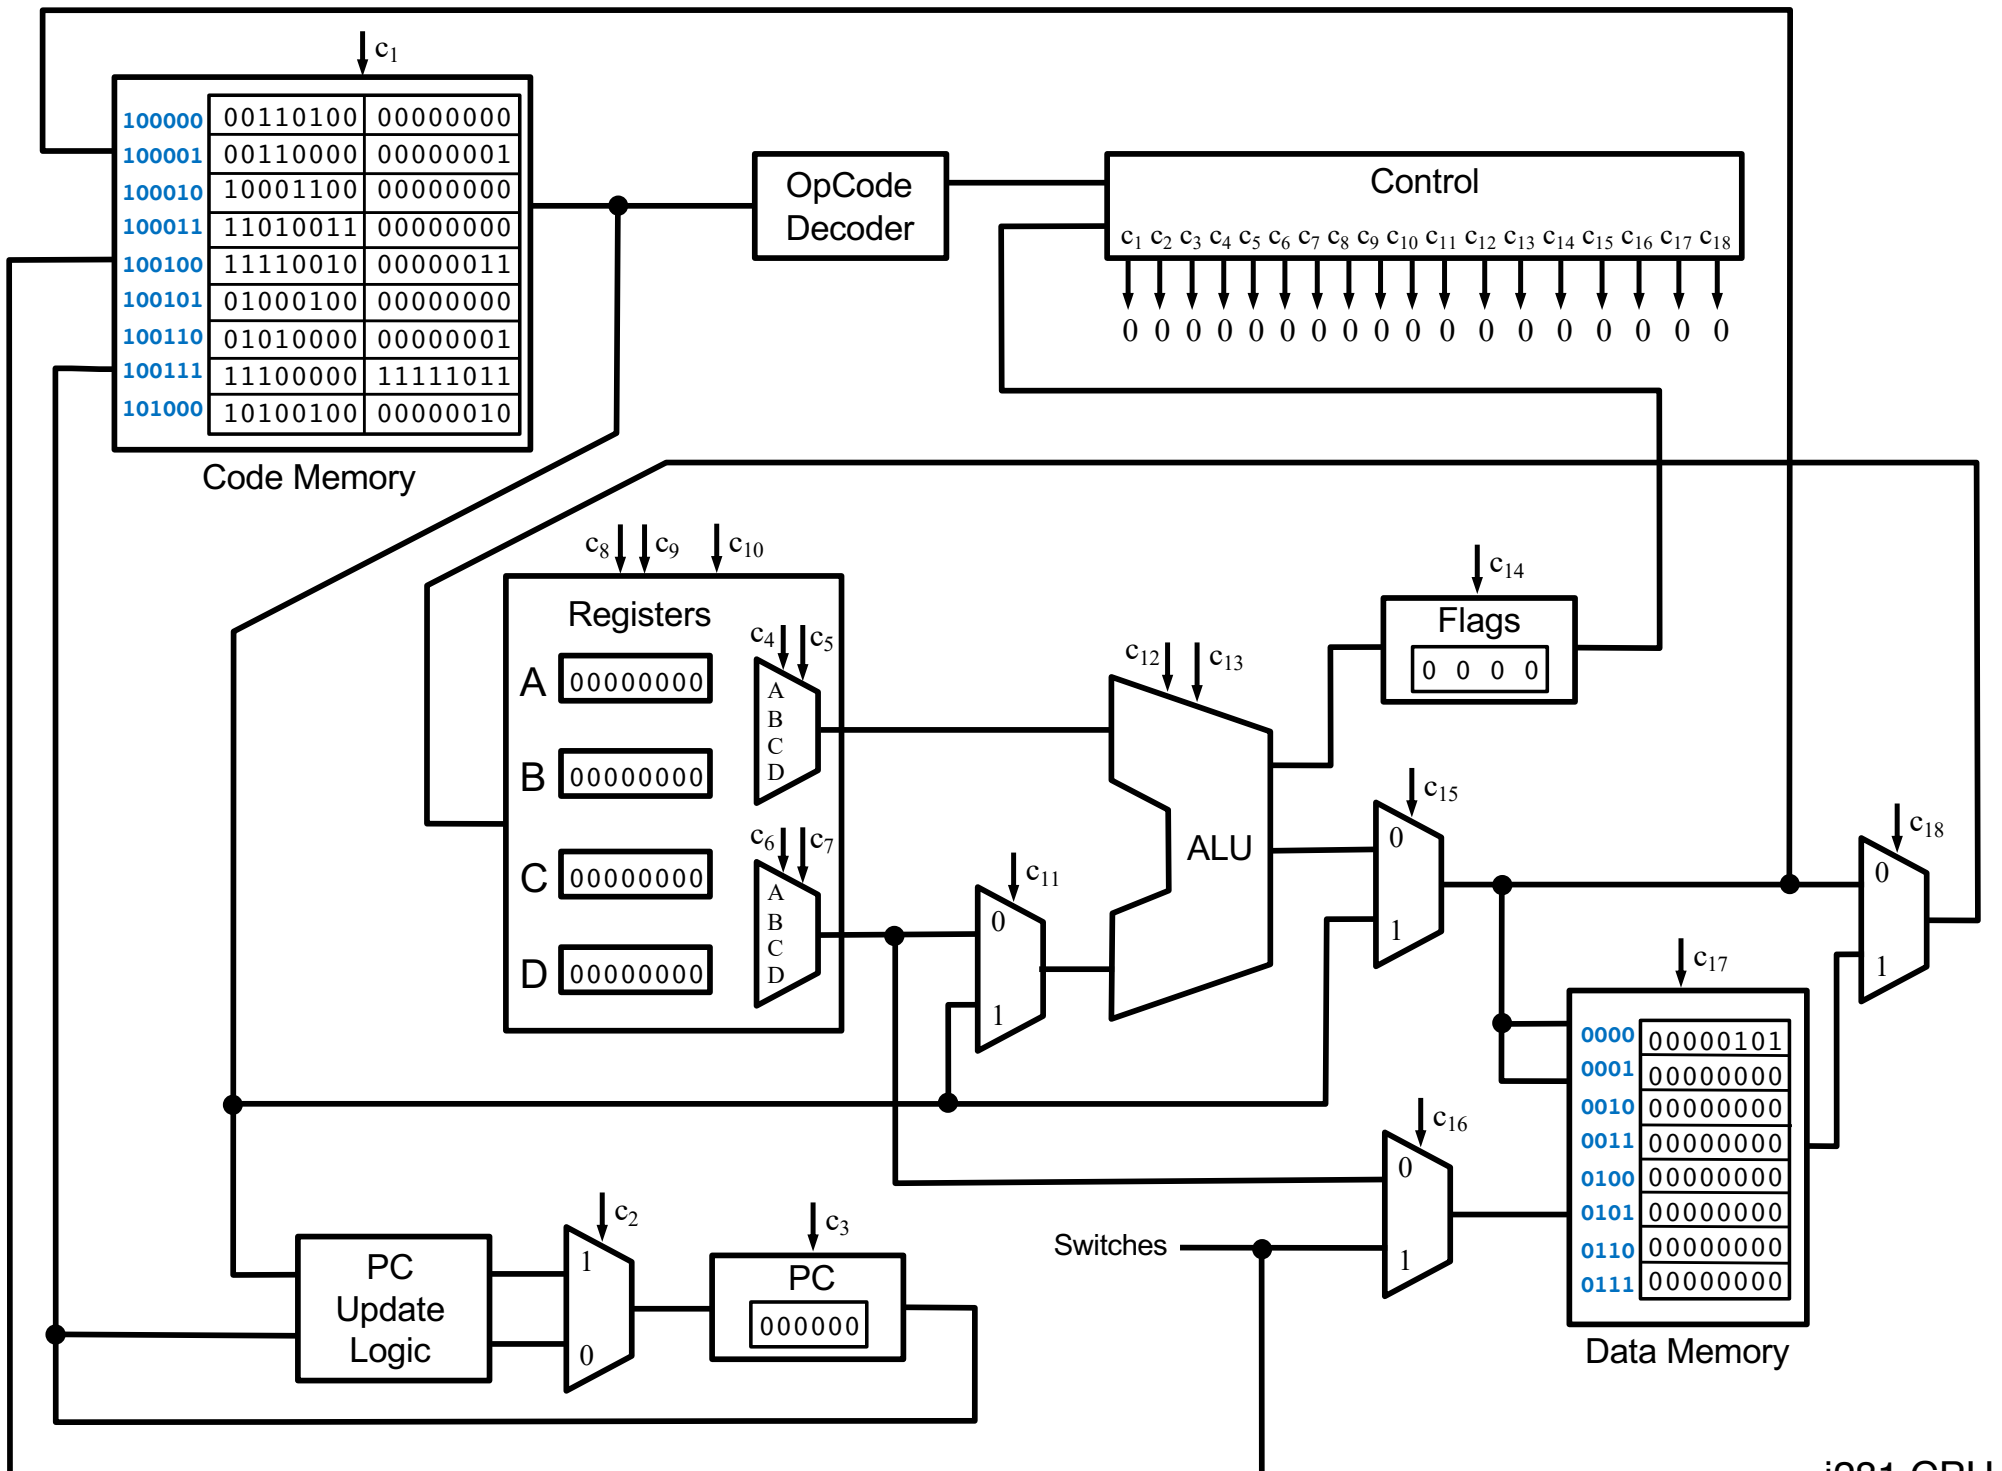 c1
100000 00110100 00000000
100001 00110000 00000001
100010 10001100 00000000
100011 11010011 00000000
100100 11110010 00000011
100101 01000100 00000000
100110 01010000 00000001
100111 11100000 11111011
101000 10100100 00000010
Code Memory
OpCode
Decoder
Control
c1 c2 c3 c4 c5 c6 c7 c8 c9 c10 c11 c12 c13 c14 c15 c16 c17 c18
0 0 0 0 0 0 0 0 0 0 0 0 0 0 0 0 0 0
c8 c9 c10
Registers
A 00000000
B 00000000
C 00000000
D 00000000
c4 c5
A
B
C
D
c6 c7
A
B
C
D
c11
0
1
c12 c13
ALU
c14
Flags
0 0 0 0
c15
0
1
c18
0
1
c17
0000 00000101
0001 00000000
0010 00000000
0011 00000000
0100 00000000
0101 00000000
0110 00000000
0111 00000000
Data Memory
c16
0
1
Switches
PC
Update
Logic
c2
1
0
c3
PC
000000